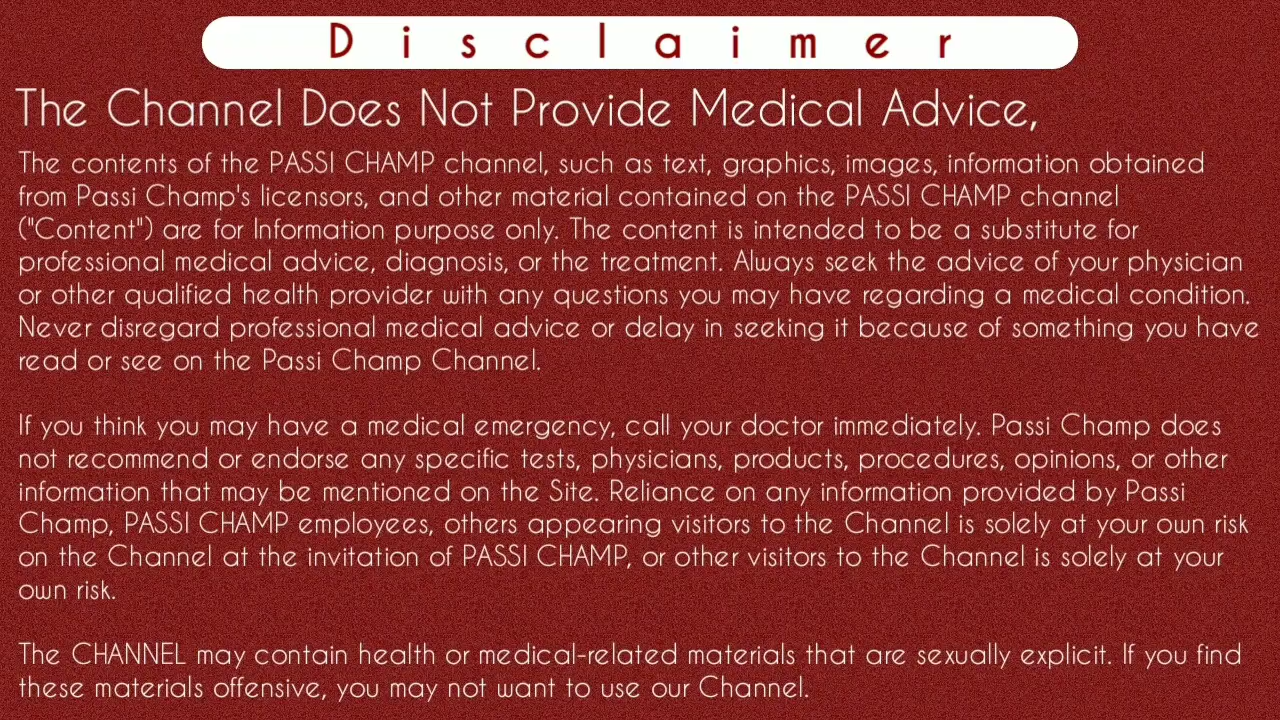 Disclaimer
The Channel Does Not Provide Medical Advice,
The contents of the PASSI CHAMP channel, such as text, graphics, images, information obtained
from Passi Champ's licensors, and other material contained on the PASSI CHAMP channel
("Content") are for Information purpose only. The content is intended to be a substitute for
professional medical advice, diagnosis, or the treatment. Always seek the advice of your physician
or other qualified health provider with any questions you may have regarding a medical condition.
Never disregard professional medical advice or delay in seeking it because of something you have
read or see on the Passi Champ Channel.
If you think you may have a medical emergency, call your doctor immediately. Passi Champ does
not recommend or endorse any specific tests, physicians, products, procedures, opinions, or other
information that may be mentioned on the Site. Reliance on any information provided by Passi
Champ, PASSI CHAMP employees, others appearing visitors to the Channel is solely at your own risk
on the Channel at the invitation of PASSI CHAMP, or other visitors to the Channel is solely at your
own risk.
The CHANNEL may contain health or medical-related materials that are sexually explicit. If you find
these materials offensive, you may not want to use our Channel.